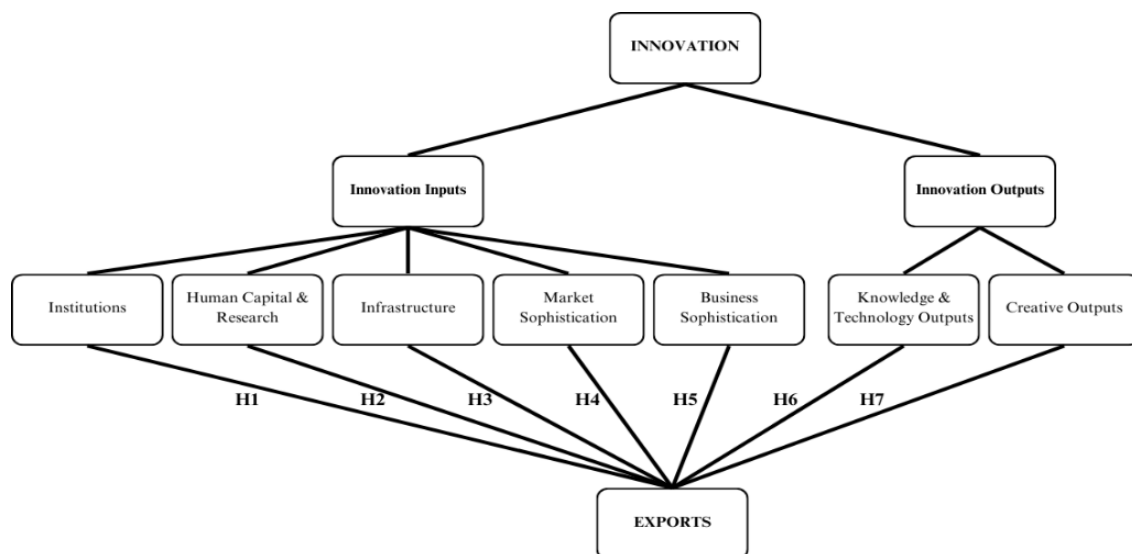 INNOVATION
Innovation Inputs
Innovation Outputs
Institutions
Human Capital &
Research
Infrastructure
Market
Sophistication
Business
Sophistication
Knowledge &
Technology Outputs
Creative Outputs
H1
H2
H3
H4
H5
H6
H7
EXPORTS